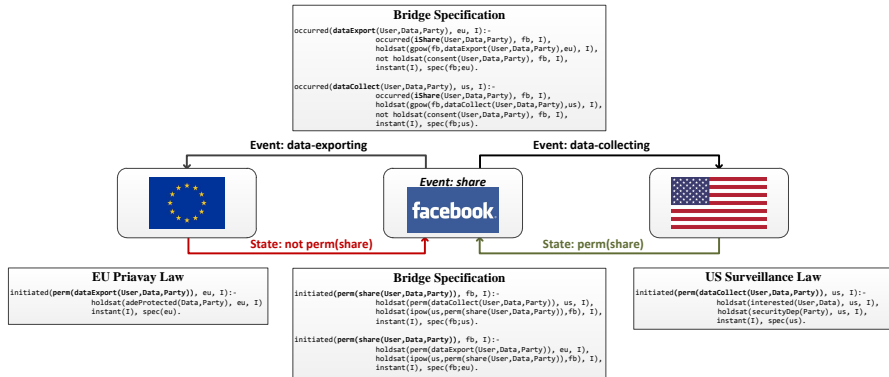 Bridge Specification
occurred(dataExport(User,Data,Party), eu, I):-
occurred(iShare(User,Data,Party), fb, I),
holdsat(gpow(fb,dataExport(User,Data,Party),eu), I),
not holdsat(consent(User,Data,Party), fb, I),
instant(I), spec(fb;eu).
occurred(dataCollect(User,Data,Party), us, I):-
occurred(iShare(User,Data,Party), fb, I),
holdsat(gpow(fb,dataCollect(User,Data,Party),us), I),
not holdsat(consent(User,Data,Party), fb, I),
instant(I), spec(fb;us).
Event: data-exporting
Event: data-collecting
Event: share
facebook
State: not perm(share)
State: perm(share)
EU Priavay Law
initiated(perm(dataExport(User,Data,Party)), eu, I):-
holdsat(adeProtected(Data,Party), eu, I)
instant(I), spec(eu).
Bridge Specification
initiated(perm(share(User,Data,Party)), fb, I):-
holdsat(perm(dataCollect(User,Data,Party)), us, I),
holdsat(ipow(us,perm(share(User,Data,Party)),fb), I),
instant(I), spec(fb;us).
initiated(perm(share(User,Data,Party)), fb, I):-
holdsat(perm(dataExport(User,Data,Party)), eu, I),
holdsat(ipow(us,perm(share(User,Data,Party)),fb), I),
instant(I), spec(fb;eu).
US Surveillance Law
initiated(perm(dataCollect(User,Data,Party)), us, I):-
holdsat(interested(User,Data), us, I),
holdsat(securityDep(Party), us, I),
instant(I), spec(us).